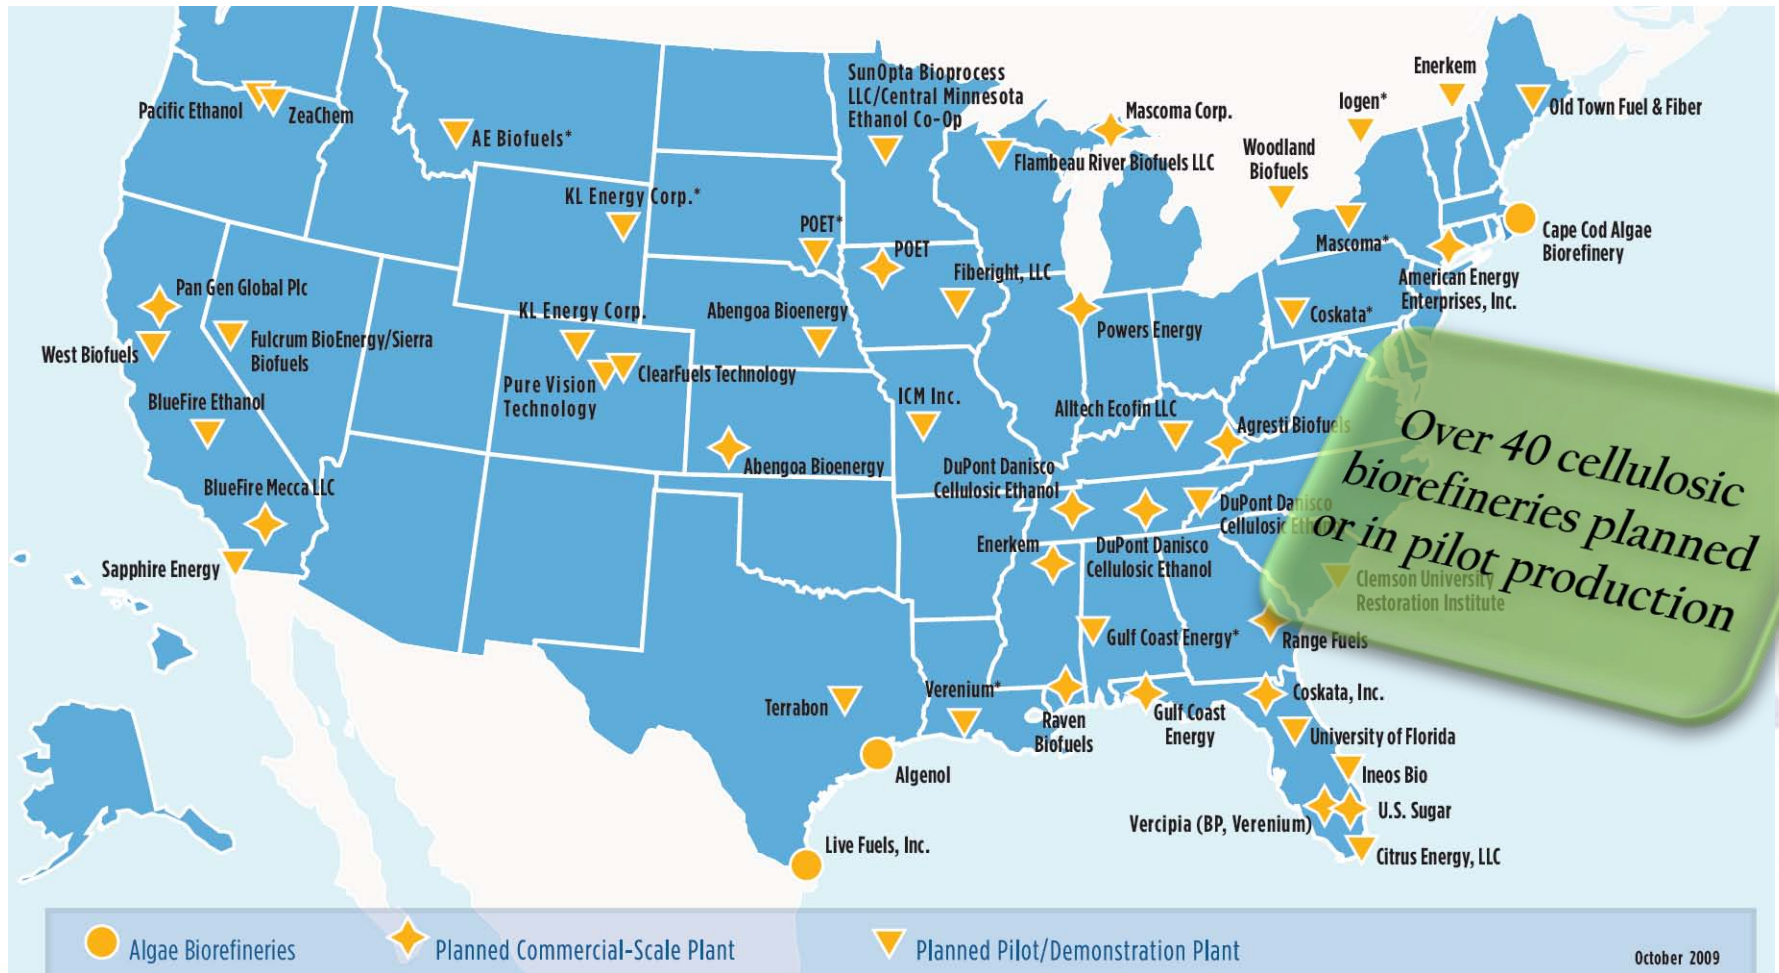 SunOpta Bioprocess
LLC/Central Minnesota
Ethanol Co-Op
Enerkem
Iogen*
Old Town Fuel & Fiber
Pacific Ethanol
ZeaChem
AE Biofuels*
Mascoma Corp.
Flambeau River Biofuels LLC
Woodland
Biofuels
KL Energy Corp.*
POET*
POET
Mascoma*
Cape Cod Algae
Biorefinery
Pan Gen Global Plc
Fiberight, LLC
American Energy
Enterprises, Inc.
KL Energy Corp.
Abengoa Bioenergy
Powers Energy
Coskata*
West Biofuels
Fulcrum BioEnergy/Sierra
Biofuels
Pure Vision
Technology
ClearFuels Technology
BlueFire Ethanol
ICM Inc.
Alltech Ecofin LLC
Agresti Biofuels
Abengoa Bioenergy
DuPont Danisco
Cellulosic Ethanol
BlueFire Mecca LLC
DuPont Danisco
Cellulosic Ethanol
Over 40 cellulosic
biorefineries planned
or in pilot production
Enerkem
DuPont Danisco
Cellulosic Ethanol
Sapphire Energy
Clemson University
Restoration Institute
Gulf Coast Energy*
Range Fuels
Terrabon
Verenium*
Raven
Biofuels
Gulf Coast
Energy
Coskata, Inc.
University of Florida
Algenol
Ineos Bio
U.S. Sugar
Vercipia (BP, Verenium)
Live Fuels, Inc.
Citrus Energy, LLC
Algae Biorefineries
Planned Commercial-Scale Plant
Planned Pilot/Demonstration Plant
October 2009